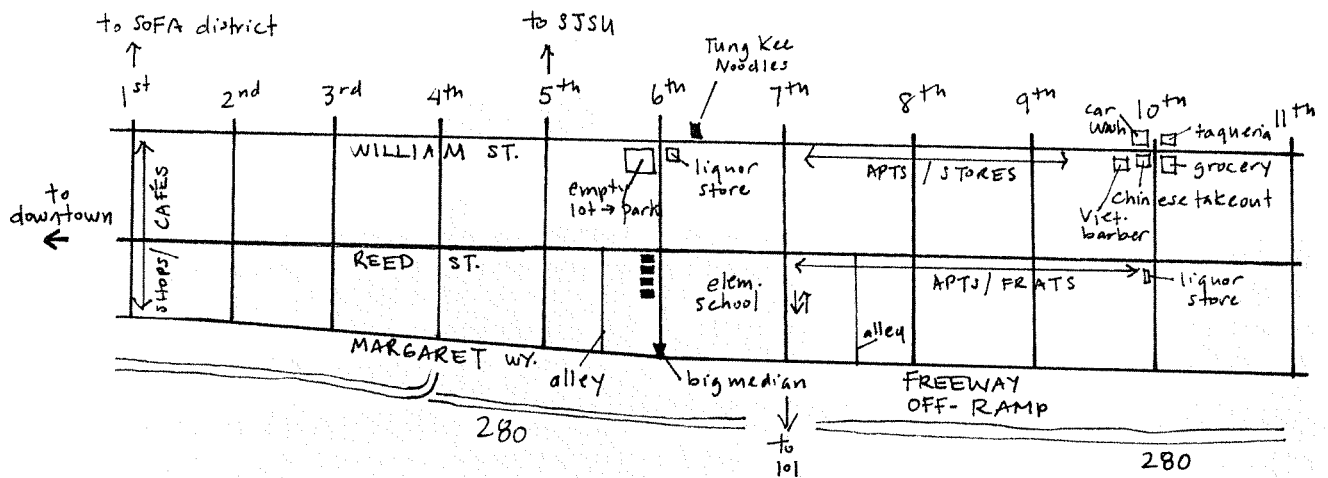 to SoFA district
to SJSU
Tung Kee
Noodles
1st
2nd
3rd
4th
5th
6th
7th
8th
9th
10th
11th
car
wash
taqueria
WILLIAM ST.
empty
lot → park
liquor
store
APTS / STORES
grocery
Chinese takeout
Viet.
barber
to
downtown
SHOPS/ CAFÉS
REED ST.
elem.
school
APTS/ FRATS
liquor
store
alley
MARGARET WY.
alley
big median
FREEWAY
OFF-RAMP
280
to
101
280